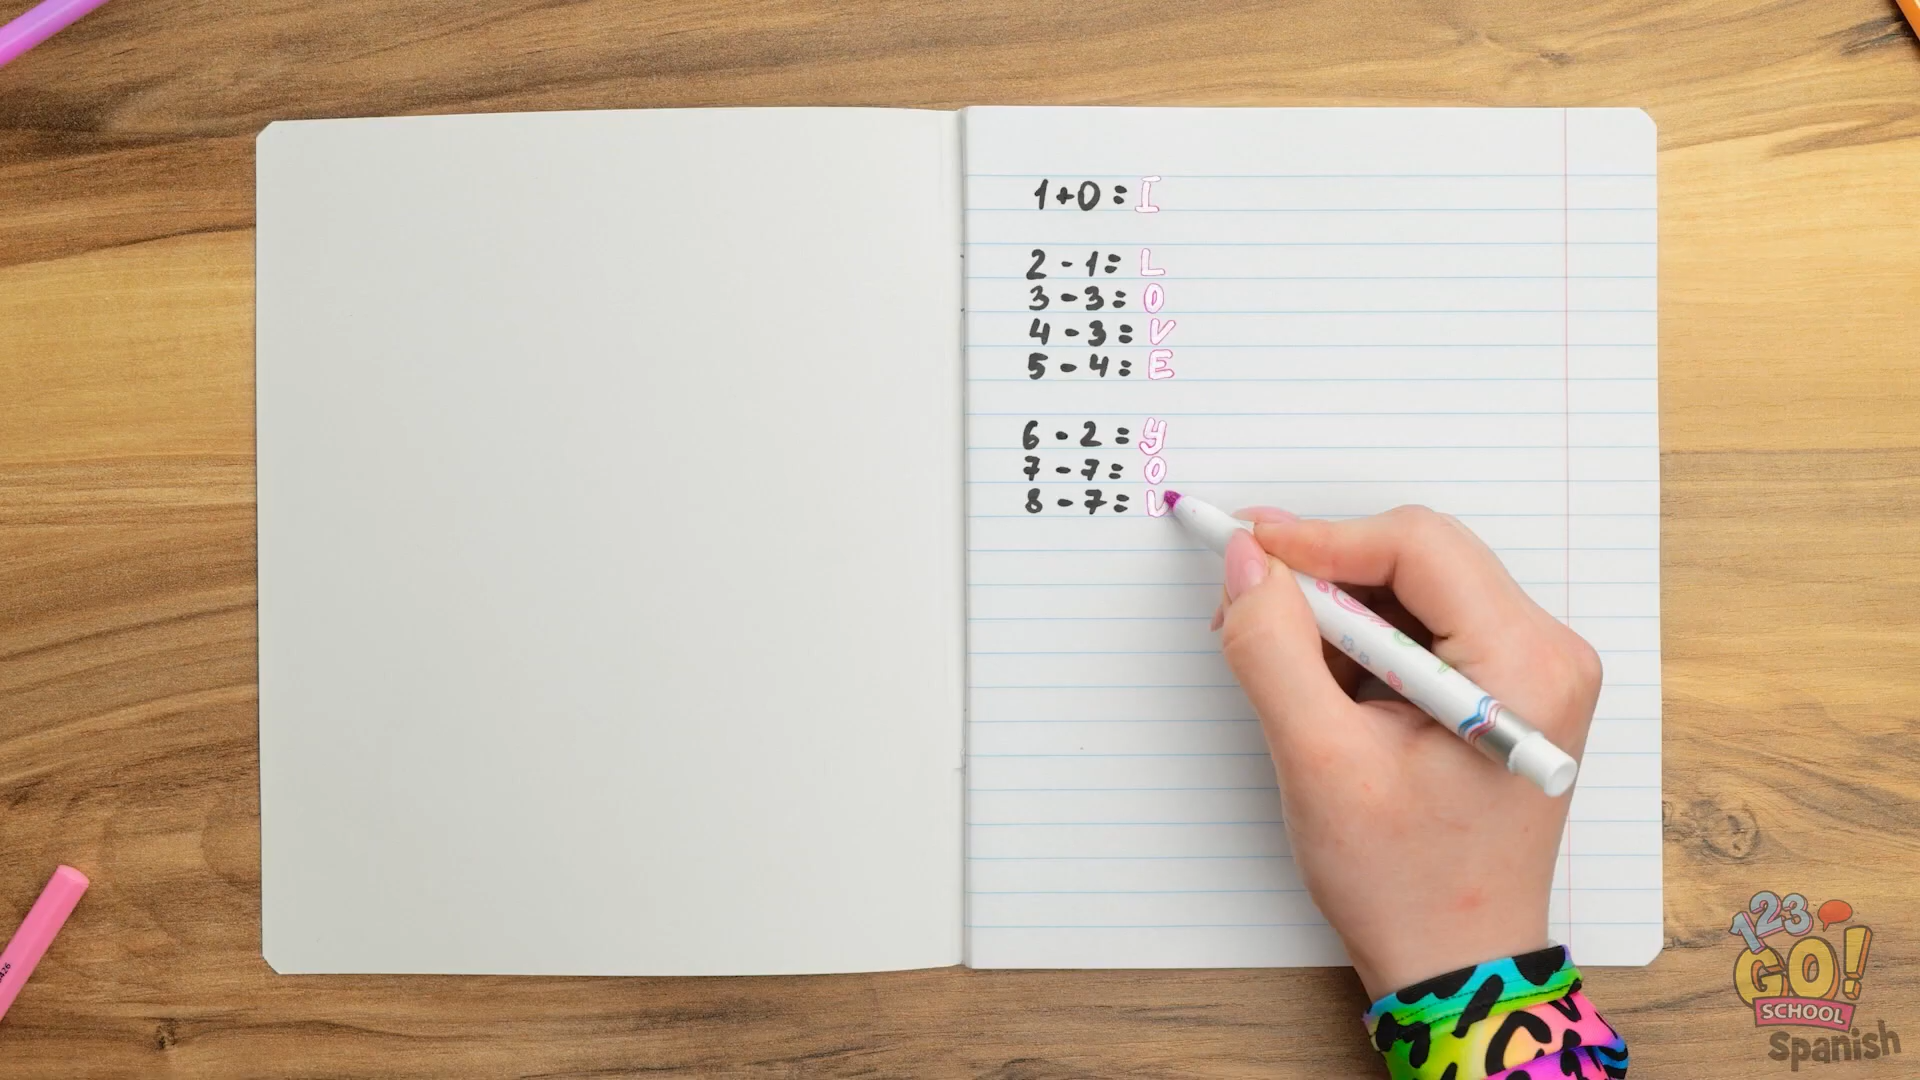 1+0=I
2-1=L
3-3=O
4-3=V
5-4=E
6-2=Y
7-7=O
8-7=
123 GO!
SCHOOL
Spanish